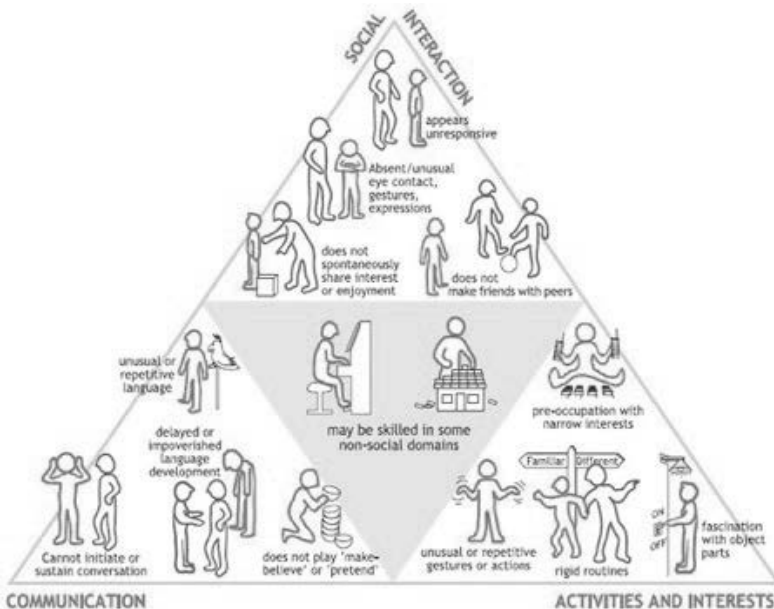 SOCIAL
INTERACTION
appears
unresponsive
Absent/unusual
eye contact,
gestures,
expressions
does not
spontaneously
share interest
or enjoyment
does not
make friends with peers
unusual or
repetitive
language
may be skilled in some
non-social domains
pre-occupation with
narrow interests
delayed or
impoverished
language
development
Familiar
Different
ON
OFF
Cannot initiate or
sustain conversation
does not play 'make-
believe' or 'pretend'
unusual or repetitive
gestures or actions
rigid routines
fascination
with object
parts
COMMUNICATION
ACTIVITIES AND INTERESTS